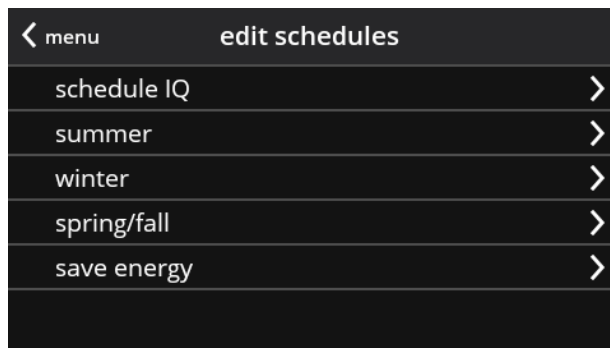 menu edit schedules
schedule IQ
summer
winter
spring/fall
save energy